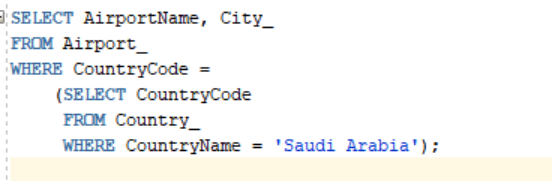 SELECT AirportName, City_
FROM Airport_
WHERE CountryCode =
(SELECT CountryCode
FROM Country_
WHERE CountryName = 'Saudi Arabia');